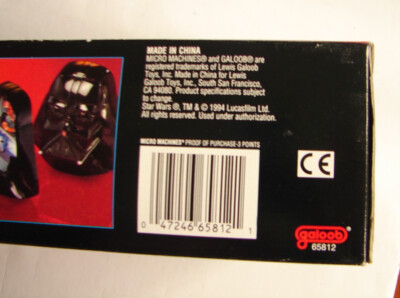 MADE IN CHINA
MICRO MACHINES® and GALOOB® are
registered trademarks of Lewis Galoob
Toys, Inc. Made in China for Lewis
Galoob Toys, Inc., South San Francisco,
CA 94080. Product specifications subject
to change.
Star Wars ®, TM & © 1994 Lucasfilm Ltd.
All rights reserved. Used under authorization.
MICRO MACHINES® PROOF OF PURCHASE-3 POINTS
0 47246 65812 1
CE
galoob
65812